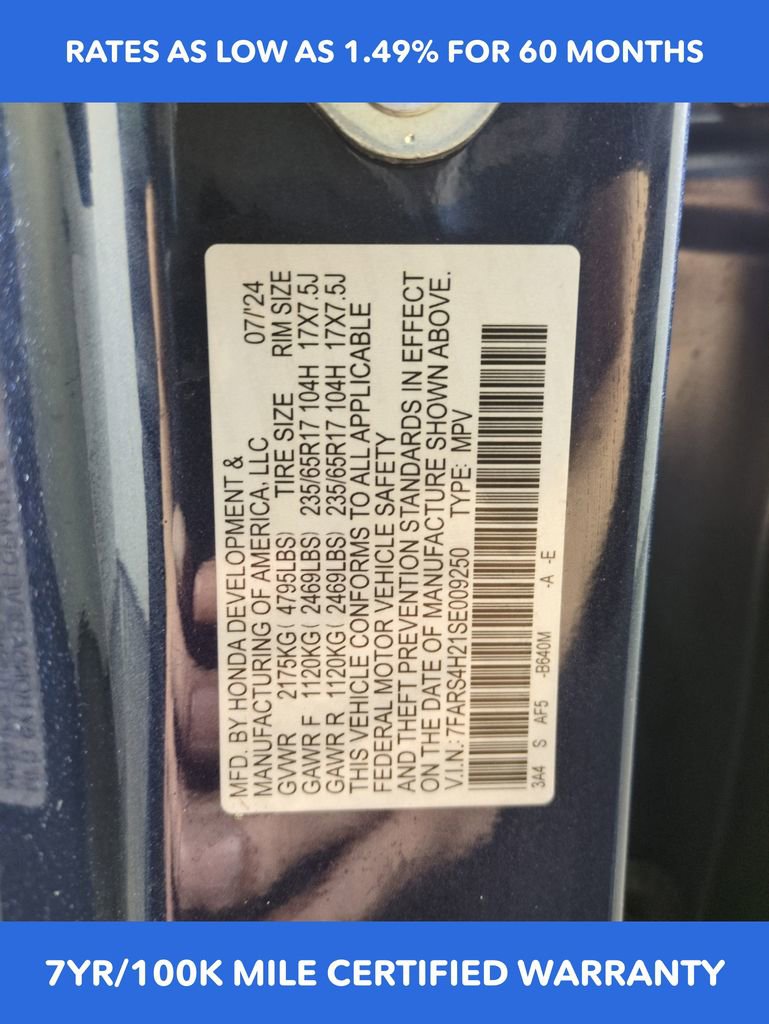 RATES AS LOW AS 1.49% FOR 60 MONTHS
MFD. BY HONDA DEVELOPMENT &
MANUFACTURING OF AMERICA, LLC 07/'24
GVWR 2175KG( 4795LBS) TIRE SIZE RIM SIZE
GAWR F 1120KG( 2469LBS) 235/65R17 104H 17X7.5J
GAWR R 1120KG( 2469LBS) 235/65R17 104H 17X7.5J
THIS VEHICLE CONFORMS TO ALL APPLICABLE
FEDERAL MOTOR VEHICLE SAFETY
AND THEFT PREVENTION STANDARDS IN EFFECT
ON THE DATE OF MANUFACTURE SHOWN ABOVE.
V.I.N.: 7FARS4H21SE009250 TYPE: MPV
3A4 S AF5 -B640M -A -E
7YR/100K MILE CERTIFIED WARRANTY